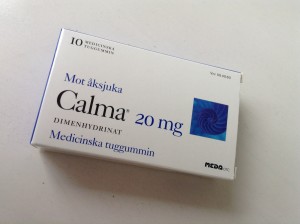 10 MEDICINSKA
TUGGUMMIN
Mot åksjuka
Calma® 20 mg
DIMENHYDRINAT
Medicinska tuggummin
MEDA